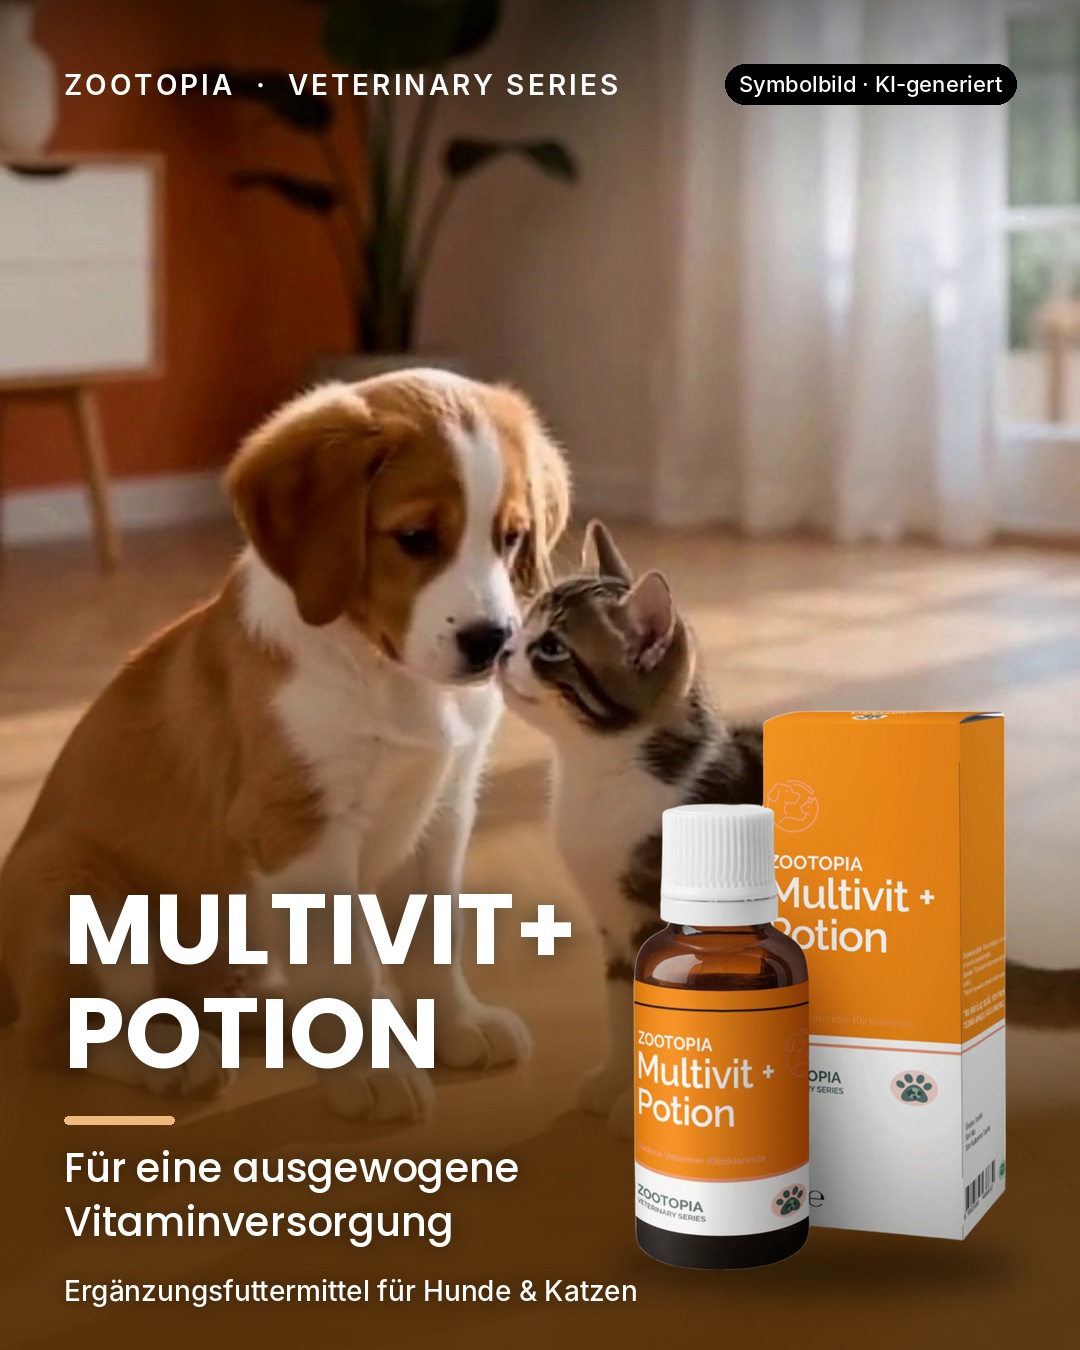 ZOOTOPIA · VETERINARY SERIES
Symbolbild · KI-generiert
MULTIVIT+
POTION
Für eine ausgewogene
Vitaminversorgung
Ergänzungsfuttermittel für Hunde & Katzen
ZOOTOPIA
Multivit +
Potion
ZOOTOPIA
Multivit +
Potion
ZOOTOPIA
VETERINARY SERIES